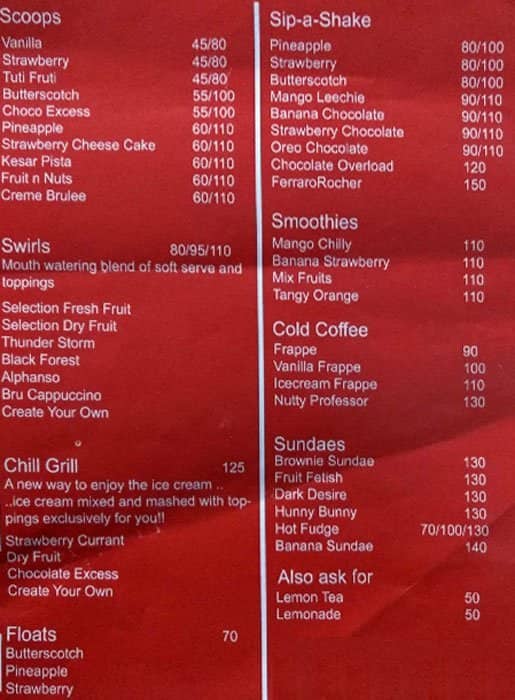 Scoops
Vanilla 45/80
Strawberry 45/80
Tuti Fruti 45/80
Butterscotch 55/100
Choco Excess 55/100
Pineapple 60/110
Strawberry Cheese Cake 60/110
Kesar Pista 60/110
Fruit n Nuts 60/110
Creme Brulee 60/110
Swirls 80/95/110
Mouth watering blend of soft serve and
toppings
Selection Fresh Fruit
Selection Dry Fruit
Thunder Storm
Black Forest
Alphanso
Bru Cappuccino
Create Your Own
Chill Grill 125
A new way to enjoy the ice cream ..
..ice cream mixed and mashed with top-
pings exclusively for you!!
Strawberry Currant
Dry Fruit
Chocolate Excess
Create Your Own
Floats 70
Butterscotch
Pineapple
Strawberry
Sip-a-Shake
Pineapple 80/100
Strawberry 80/100
Butterscotch 80/100
Mango Leechie 90/110
Banana Chocolate 90/110
Strawberry Chocolate 90/110
Oreo Chocolate 90/110
Chocolate Overload 120
FerraroRocher 150
Smoothies
Mango Chilly 110
Banana Strawberry 110
Mix Fruits 110
Tangy Orange 110
Cold Coffee
Frappe 90
Vanilla Frappe 100
Icecream Frappe 110
Nutty Professor 130
Sundaes
Brownie Sundae 130
Fruit Fetish 130
Dark Desire 130
Hunny Bunny 130
Hot Fudge 70/100/130
Banana Sundae 140
Also ask for
Lemon Tea 50
Lemonade 50